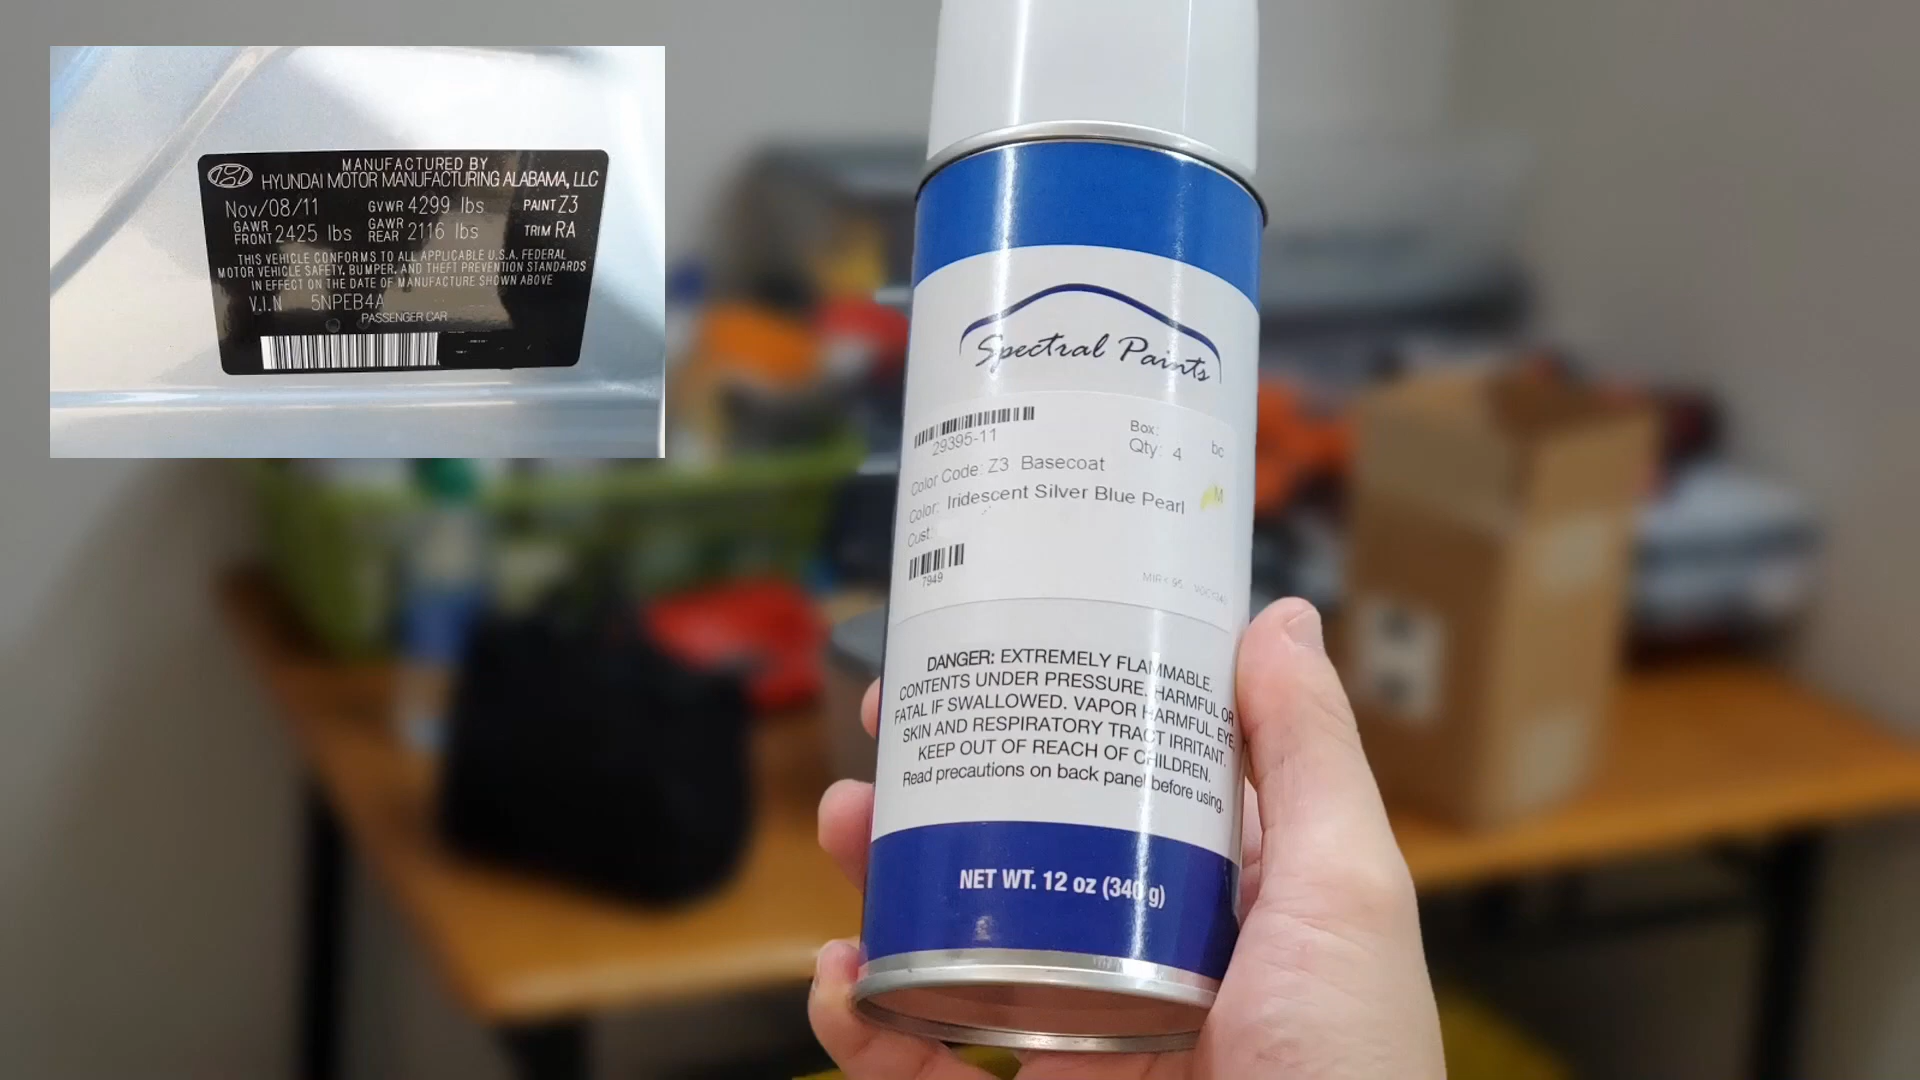 MANUFACTURED BY
HYUNDAI MOTOR MANUFACTURING ALABAMA, LLC
Nov/08/11 GVWR 4299 lbs PAINT Z3
GAWR FRONT 2425 lbs GAWR REAR 2116 lbs TRIM RA
THIS VEHICLE CONFORMS TO ALL APPLICABLE U.S.A. FEDERAL
MOTOR VEHICLE SAFETY, BUMPER, AND THEFT PREVENTION STANDARDS
IN EFFECT ON THE DATE OF MANUFACTURE SHOWN ABOVE
V.I.N 5NPEB4A
PASSENGER CAR
Spectral Paints
29395-11
Box: bc
Qty: 4
Color Code: Z3 Basecoat
Color: Iridescent Silver Blue Pearl M
Cust:
7949
DANGER: EXTREMELY FLAMMABLE.
CONTENTS UNDER PRESSURE. HARMFUL OR
FATAL IF SWALLOWED. VAPOR HARMFUL. EYE,
SKIN AND RESPIRATORY TRACT IRRITANT.
KEEP OUT OF REACH OF CHILDREN.
Read precautions on back panel before using.
NET WT. 12 oz (340 g)